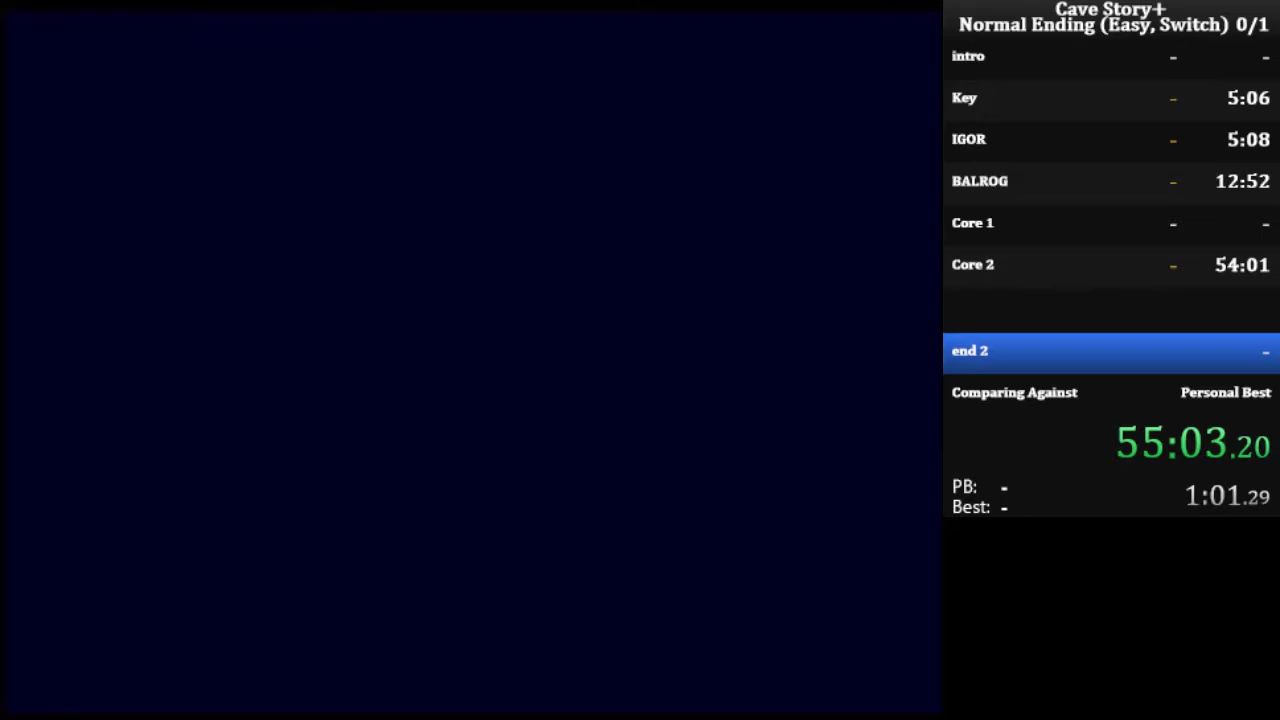 Cave Story+
Normal Ending (Easy, Switch) 0/1
intro - -
Key - 5:06
IGOR - 5:08
BALROG - 12:52
Core 1 - -
Core 2 - 54:01
end 2 -
Comparing Against Personal Best
55:03.20
PB: - 1:01.29
Best: -